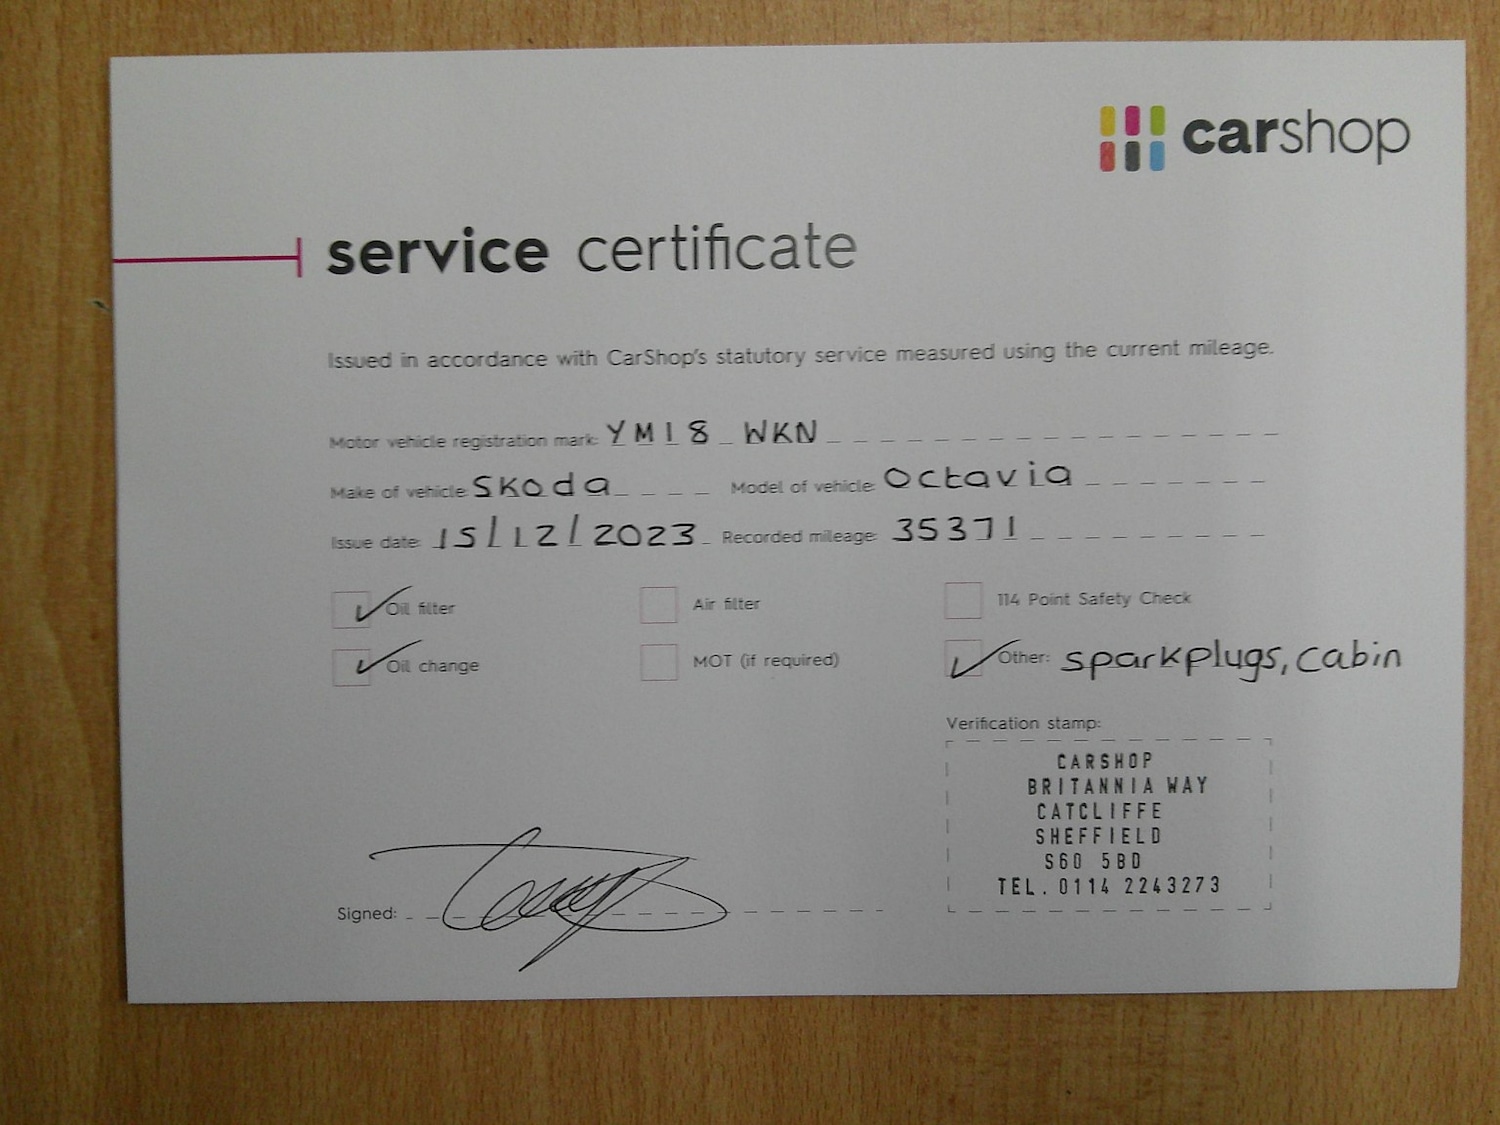 carshop
service certificate
Issued in accordance with CarShop's statutory service measured using the current mileage.
Motor vehicle registration mark: YM18 WKN
Make of vehicle: Skoda Model of vehicle: Octavia
Issue date: 15/12/2023 Recorded mileage: 35371
Oil filter Air filter 114 Point Safety Check
Oil change MOT (if required) Other: sparkplugs, cabin
Verification stamp:
CARSHOP
BRITANNIA WAY
CATCLIFFE
SHEFFIELD
S60 5BD
TEL. 0114 2243273
Signed: